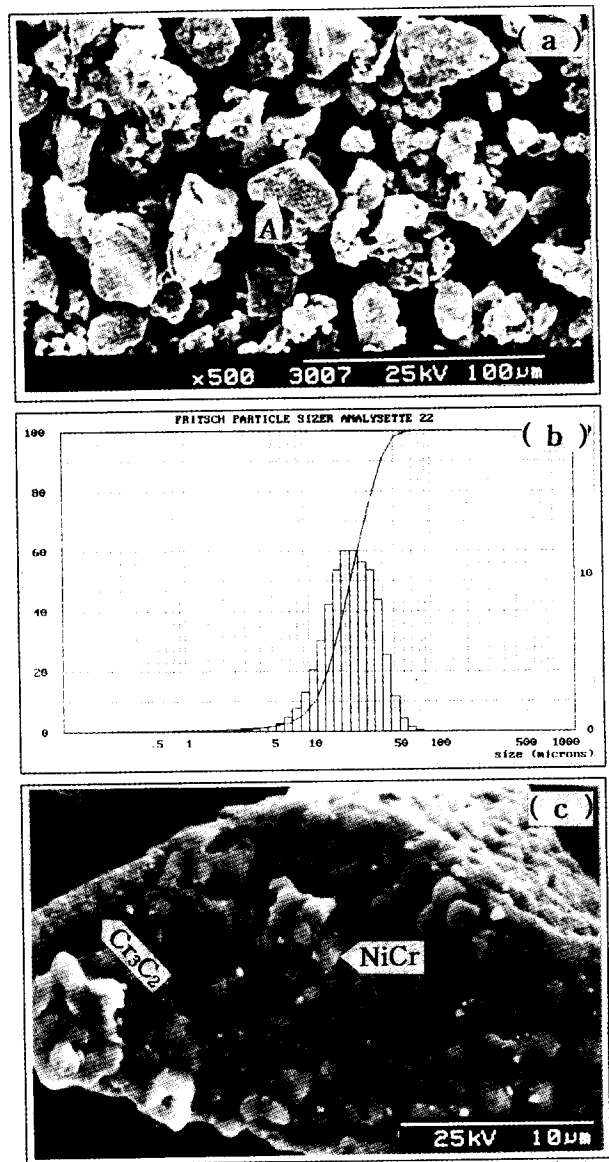 ( a )
A
×500 3007 25kV 100µm
FRITSCH PARTICLE SIZER ANALYSETTE 22
( b )
100
80
60
40
20
0
10
0
.5 1 5 10 50 100 500 1000
size (microns)
( c )
Cr₃C₂
NiCr
25kV 10µm